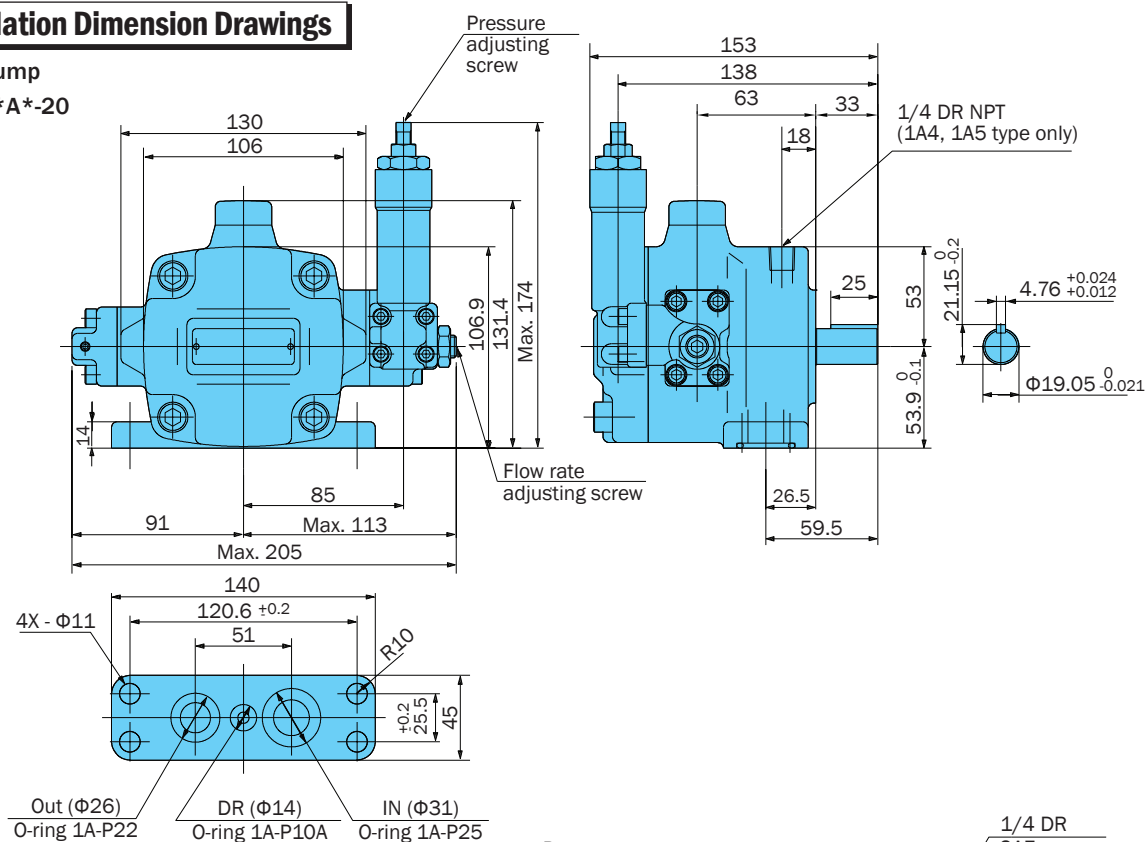 lation Dimension Drawings
ump
*A*-20
Pressure
adjusting
screw
130
106
106.9
131.4
Max. 174
14
85
91
Max. 113
Max. 205
Flow rate
adjusting screw
153
138
63
33
18
1/4 DR NPT
(1A4, 1A5 type only)
25
53
53.9 0 -0.1
26.5
59.5
21.15 0 -0.2
4.76 +0.024 +0.012
Φ19.05 0 -0.021
140
120.6 ±0.2
51
4X - Φ11
R10
±0.2
25.5
45
Out (Φ26)
O-ring 1A-P22
DR (Φ14)
O-ring 1A-P10A
IN (Φ31)
O-ring 1A-P25
1/4 DR